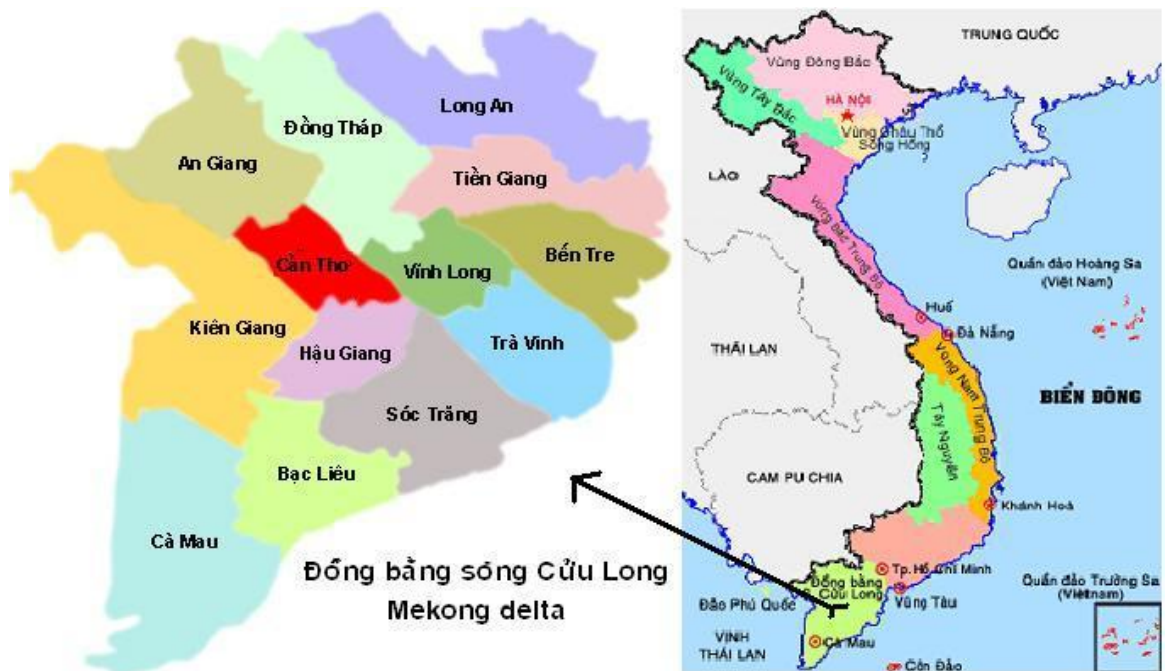 Long An
Đồng Tháp
An Giang
Tiền Giang
Bến Tre
Cần Thơ
Vĩnh Long
Kiên Giang
Hậu Giang
Trà Vinh
Sóc Trăng
Bạc Liêu
Cà Mau
Đồng bằng sông Cửu Long
Mekong delta
TRUNG QUỐC
Vùng Đông Bắc
Vùng Tây Bắc
HÀ NỘI
Vùng Châu Thổ
Sông Hồng
LÀO
Vùng Bắc Trung Bộ
Quần đảo Hoàng Sa
(Việt Nam)
Huế
Đà Nẵng
THÁI LAN
Vùng Nam Trung Bộ
BIỂN ĐÔNG
Tây Nguyên
CAM PU CHIA
Khánh Hoà
Tp. Hồ Chí Minh
Đồng bằng
Cửu Long
Quần đảo Trường Sa
(Việtnam)
Đảo Phú Quốc
Vũng Tàu
VỊNH
THÁI LAN
Cà Mau
Côn Đảo